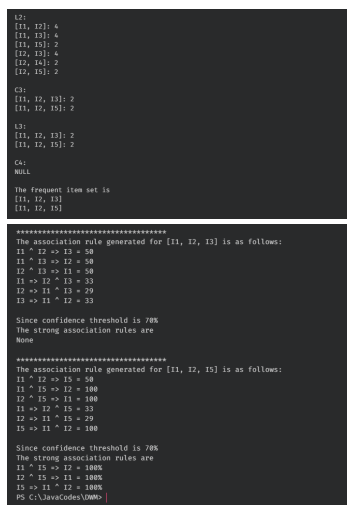 L2:
[I1, I2]: 4
[I1, I3]: 4
[I1, I5]: 2
[I2, I3]: 4
[I2, I4]: 2
[I2, I5]: 2
C3:
[I1, I2, I3]: 2
[I1, I2, I5]: 2
L3:
[I1, I2, I3]: 2
[I1, I2, I5]: 2
C4:
NULL
The frequent item set is
[I1, I2, I3]
[I1, I2, I5]
***********************************
The association rule generated for [I1, I2, I3] is as follows:
I1 ^ I2 => I3 = 50
I1 ^ I3 => I2 = 50
I2 ^ I3 => I1 = 50
I1 => I2 ^ I3 = 33
I2 => I1 ^ I3 = 29
I3 => I1 ^ I2 = 33
Since confidence threshold is 70%
The strong association rules are
None
***********************************
The association rule generated for [I1, I2, I5] is as follows:
I1 ^ I2 => I5 = 50
I1 ^ I5 => I2 = 100
I2 ^ I5 => I1 = 100
I1 => I2 ^ I5 = 33
I2 => I1 ^ I5 = 29
I5 => I1 ^ I2 = 100
Since confidence threshold is 70%
The strong association rules are
I1 ^ I5 => I2 = 100%
I2 ^ I5 => I1 = 100%
I5 => I1 ^ I2 = 100%
PS C:\JavaCodes\DWM>